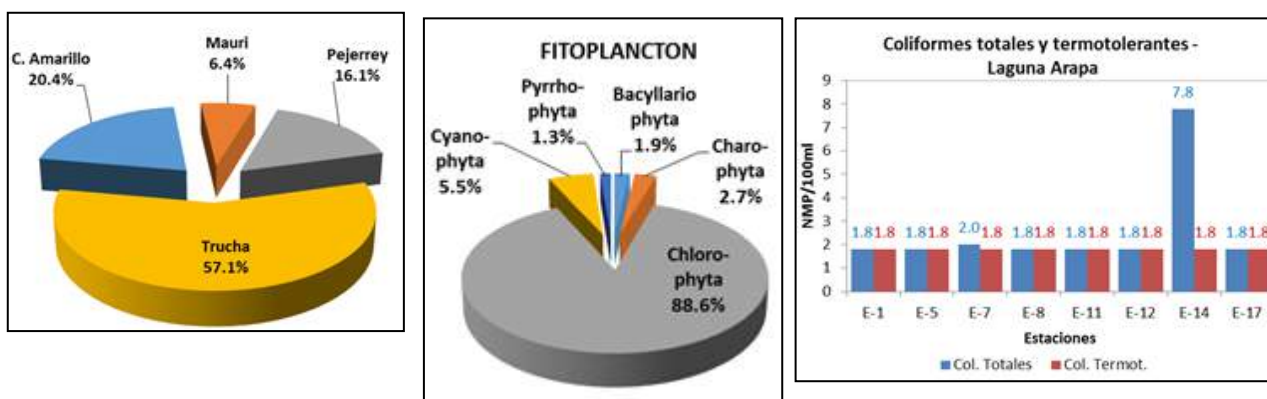 C. Amarillo
20.4%
Mauri
6.4%
Pejerrey
16.1%
Trucha
57.1%
FITOPLANCTON
Cyano-
phyta
5.5%
Pyrrho-
phyta
1.3%
Bacyllario
phyta
1.9%
Charo-
phyta
2.7%
Chloro-
phyta
88.6%
Coliformes totales y termotolerantes -
Laguna Arapa
NMP/100ml
9
8
7
6
5
4
3
2
1
0
1.8 1.8 1.8 1.8 2.0 1.8 1.8 1.8 1.8 1.8 1.8 1.8 7.8 1.8 1.8 1.8
E-1 E-5 E-7 E-8 E-11 E-12 E-14 E-17
Estaciones
Col. Totales Col. Termot.